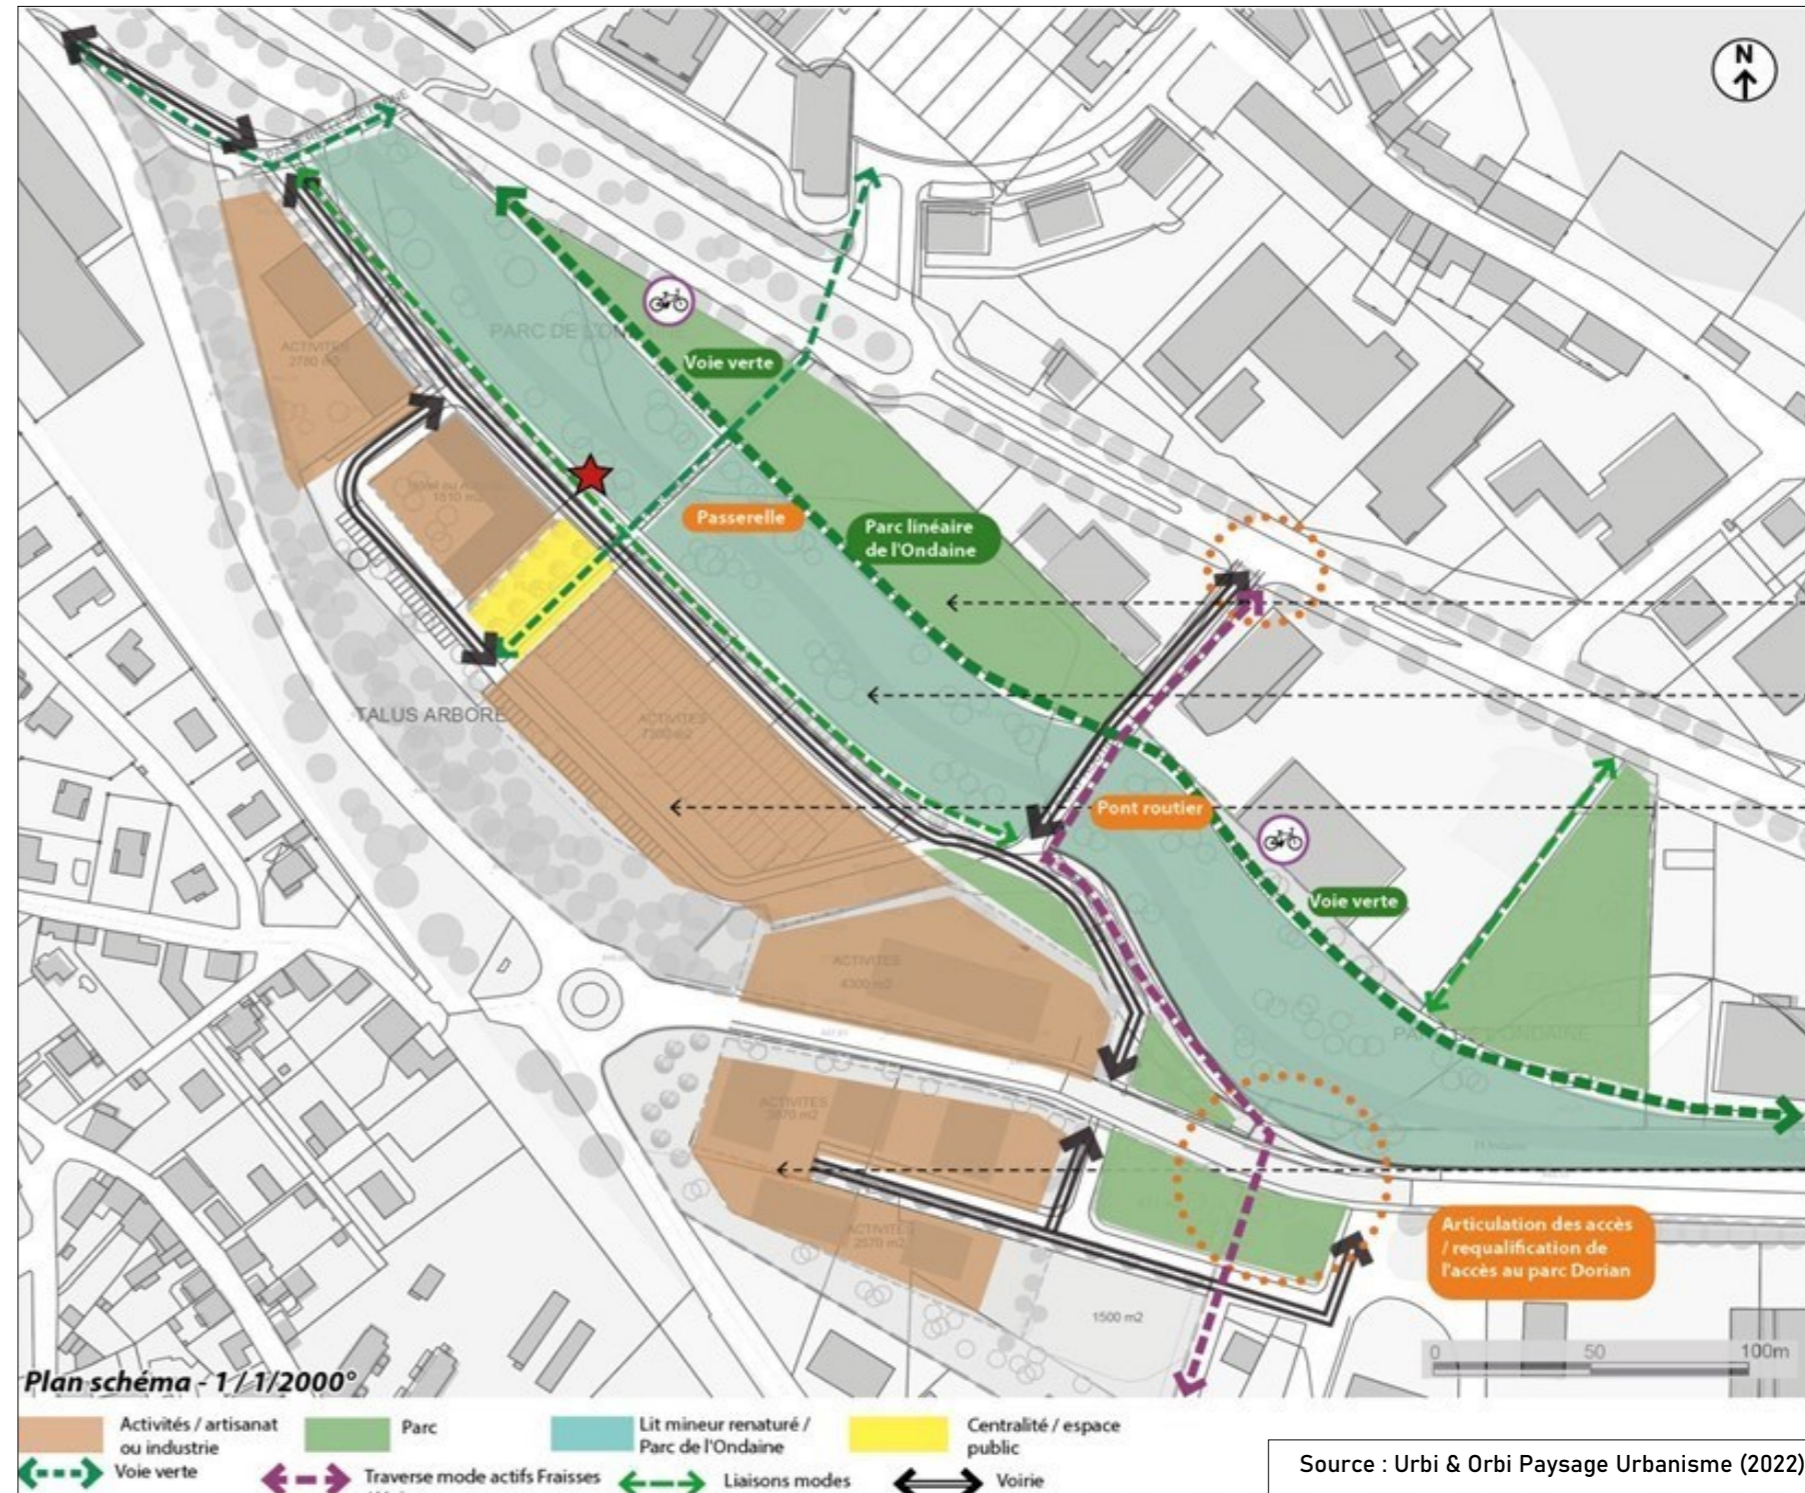 N
PARC DE L'ON
ACTIVITES
2780 m2
Voie verte
1810 m2
Passerelle
Parc linéaire
de l'Ondaine
TALUS ARBORE
ACTIVITES
Pont routier
Voie verte
ACTIVITES
4300 m2
ACTIVITES
ACTIVITES
2570 m2
Articulation des accès
/ requalification de
l'accès au parc Dorian
1500 m2
0 50 100m
Plan schéma - 1 / 1/2000°
Activités / artisanat
ou industrie
Parc
Lit mineur renaturé /
Parc de l'Ondaine
Centralité / espace
public
Voie verte
Traverse mode actifs Fraisses
Liaisons modes
Voirie
Source : Urbi & Orbi Paysage Urbanisme (2022)